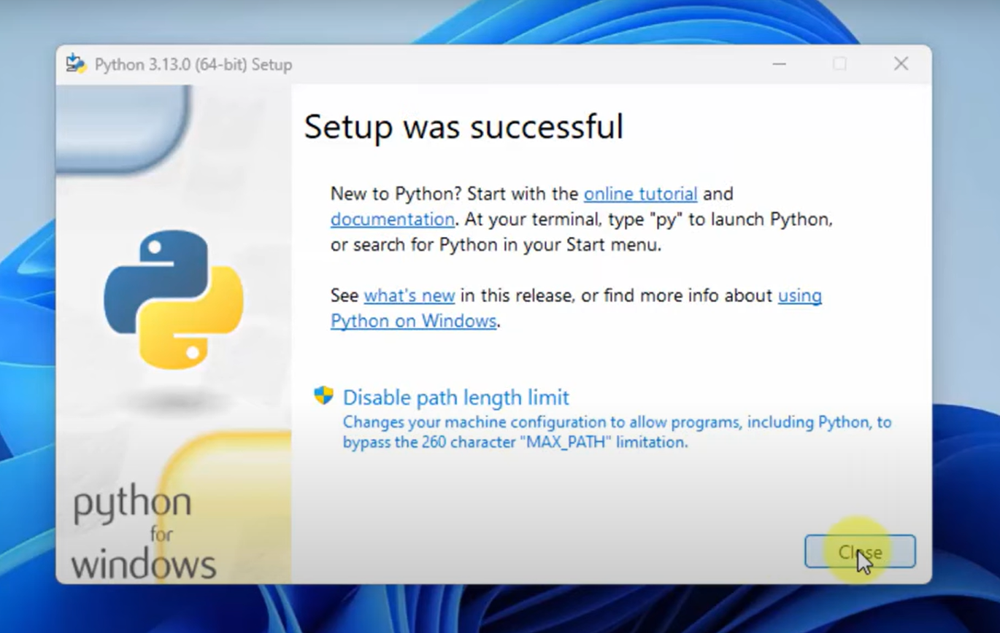 Python 3.13.0 (64-bit) Setup
Setup was successful
New to Python? Start with the online tutorial and
documentation. At your terminal, type "py" to launch Python,
or search for Python in your Start menu.
See what's new in this release, or find more info about using
Python on Windows.
Disable path length limit
Changes your machine configuration to allow programs, including Python, to
bypass the 260 character "MAX_PATH" limitation.
python
for
windows
Close